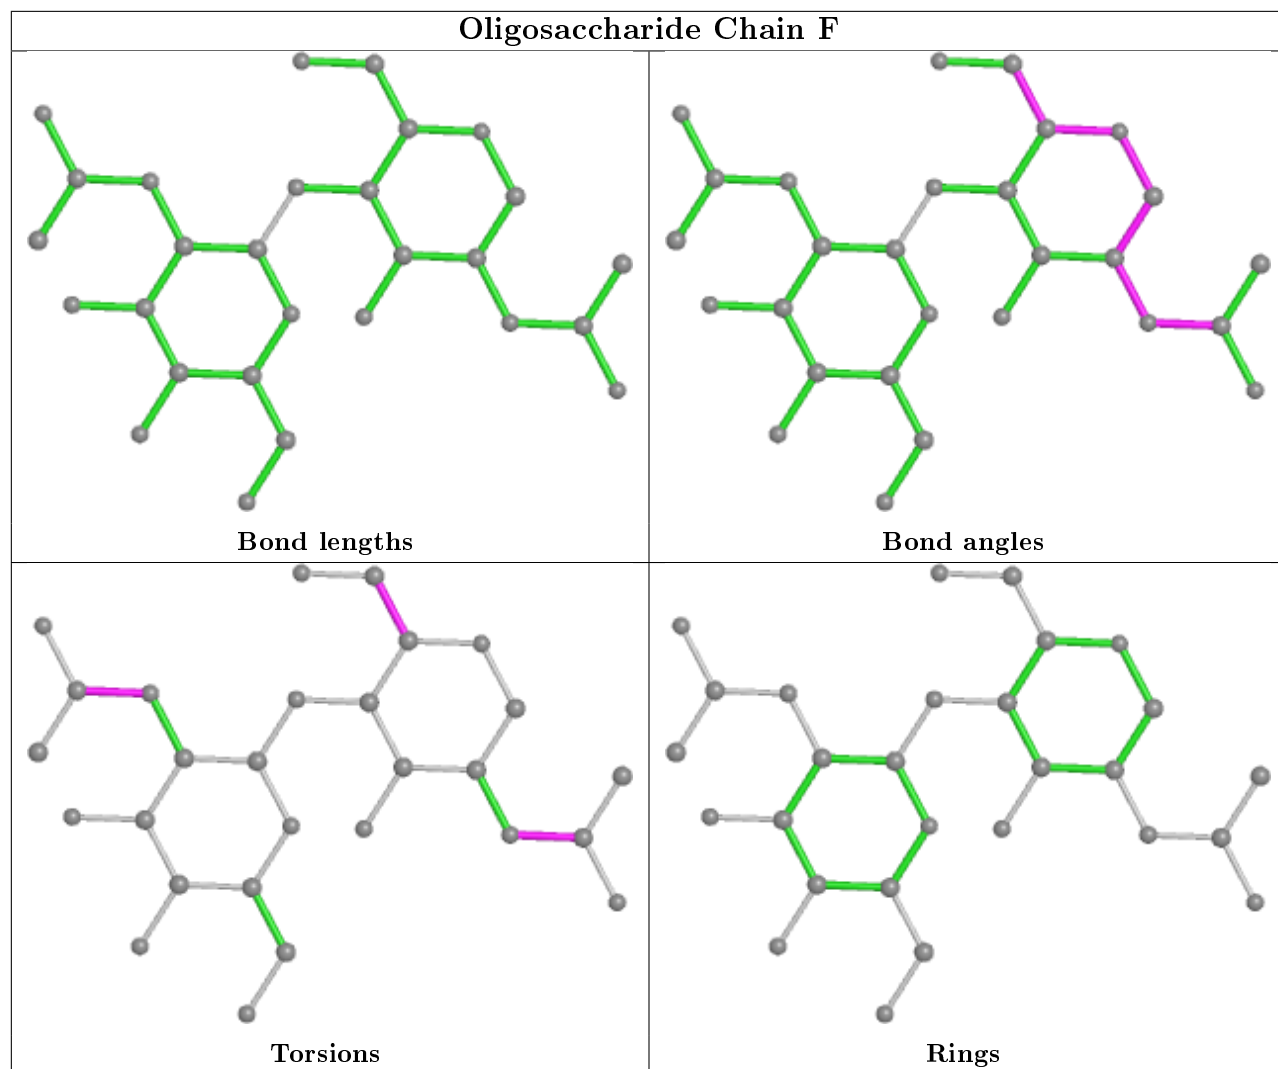 Oligosaccharide Chain F
Bond lengths
Bond angles
Torsions
Rings